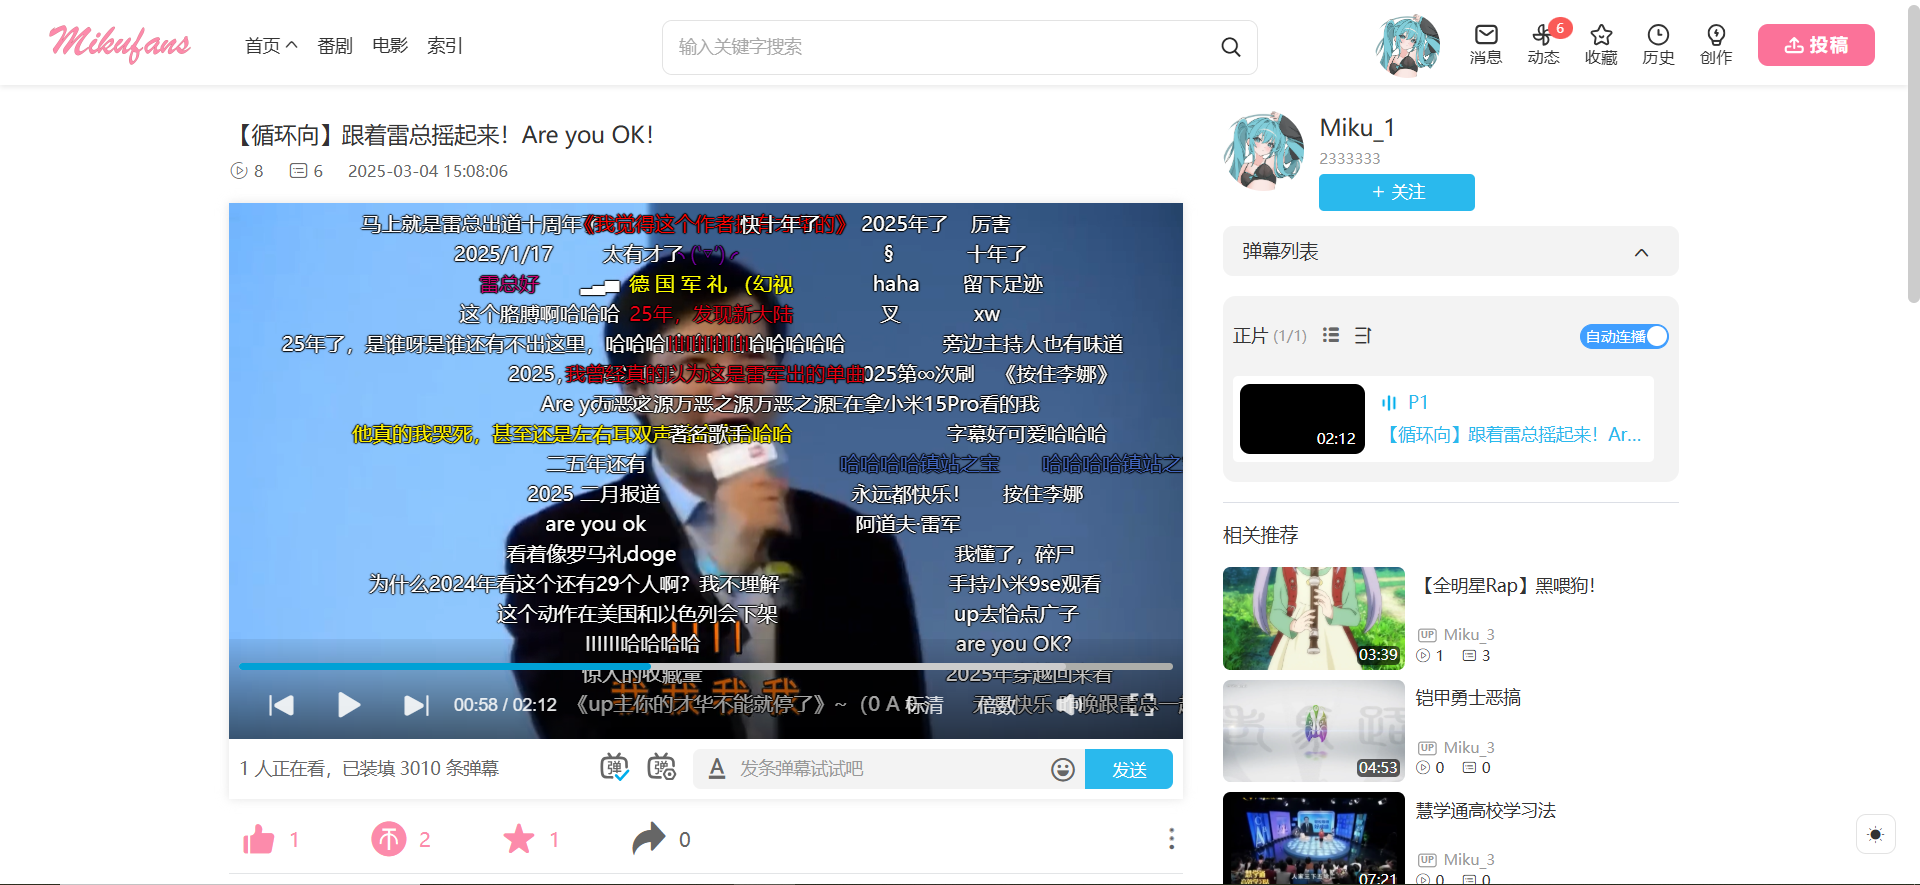 Mikufans
首页 番剧 电影 索引
输入关键字搜索
消息 动态 6 收藏 历史 创作 投稿
【循环向】跟着雷总摇起来！Are you OK！
8 6 2025-03-04 15:08:06
马上就是雷总出道十周年 快十年了 2025年了 厉害
2025/1/17 太有才了 § 十年了
雷总好 德 国 军 礼 （幻视 haha 留下足迹
这个胳膊啊哈哈哈 25年，发现新大陆 叉 xw
25年了，是谁呀是谁还有不出这里，哈哈哈 哈哈哈哈哈 旁边主持人也有味道
2025, 我曾经真的以为这是雷军出的单曲 025第∞次刷 《按住李娜》
Are yo 万恶之源万恶之源万恶之源 在拿小米15Pro看的我
他真的我哭死，甚至还是左右耳双声 著名歌手 哈哈 字幕好可爱哈哈哈
二五年还有 哈哈哈哈镇站之宝 哈哈哈哈镇站之
2025 二月报道 永远都快乐！ 按住李娜
are you ok 阿道夫·雷军
看着像罗马礼doge 我懂了，碎尸
为什么2024年看这个还有29个人啊？我不理解 手持小米9se观看
这个动作在美国和以色列会下架 up去恰点广子
IIIIII哈哈哈哈 are you OK?
惊人的收藏量 2025年穿越回来看
00:58 / 02:12 《up主你的才华不能就停了》~ 标清 倍数
1 人正在看，已装填 3010 条弹幕
发条弹幕试试吧 发送
1 2 1 0
Miku_1
2333333
+ 关注
弹幕列表
正片 (1/1) 自动连播
P1
02:12
【循环向】跟着雷总摇起来！Ar...
相关推荐
【全明星Rap】黑喂狗！
UP Miku_3
03:39 1 3
铠甲勇士恶搞
UP Miku_3
04:53 0 0
慧学通高校学习法
UP Miku_3
07:21 0 0